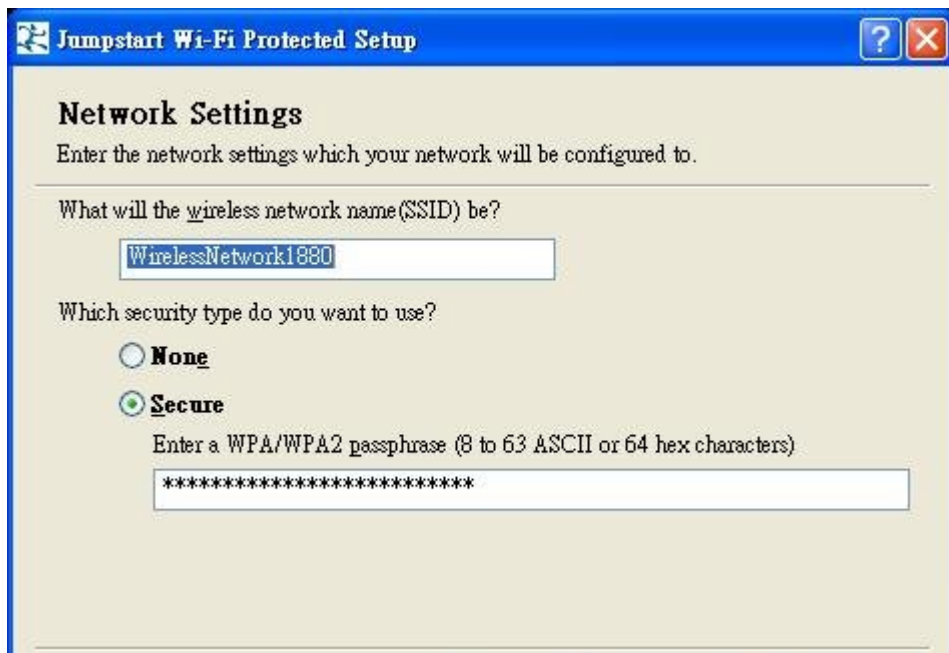 Jumpstart Wi-Fi Protected Setup
Network Settings
Enter the network settings which your network will be configured to.
What will the wireless network name(SSID) be?
WirelessNetwork1880
Which security type do you want to use?
None
Secure
Enter a WPA/WPA2 passphrase (8 to 63 ASCII or 64 hex characters)
**************************